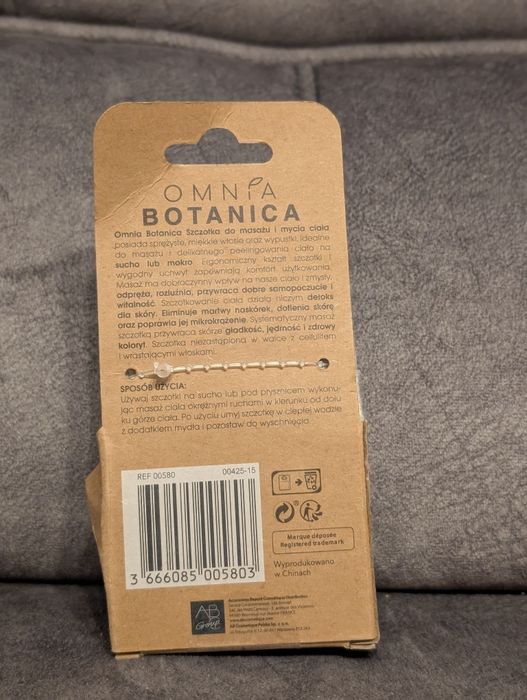 OMNIA
BOTANICA
Omnia Botanica Szczotka do masażu i mycia ciała
posiada sprężyste, miękkie włosie oraz wypustki, idealne
do masażu i delikatnego peelingowania ciało na
sucho lub mokro. Ergonomiczny kształt szczotki i
wygodny uchwyt zapewniają komfort użytkowania.
Masaż ma dobroczynny wpływ na nasze ciało i zmysły,
odpręża, rozluźnia, przywraca dobre samopoczucie i
witalność. Szczotkowanie ciała działa niczym detoks
dla skóry. Eliminuje martwy naskórek, dotlenia skórę
oraz poprawia jej mikrokrążenie. Systematyczny masaż
szczotką przywraca skórze gładkość, jędrność i zdrowy
koloryt. Szczotka niezastąpiona w walce z cellulitem
i wrastającymi włoskami.
SPOSÓB UŻYCIA:
Używaj szczotki na sucho lub pod prysznicem wykonu-
jąc masaż ciała okrężnymi ruchami w kierunku od dołu
ku górze ciała. Po użyciu umyj szczotkę w ciepłej wodzie
z dodatkiem mydła i pozostaw do wyschnięcia.
REF 00580 00425-15
3 666085 005803
Marque déposée
Registered trademark
Wyprodukowano
w Chinach
AB
Group